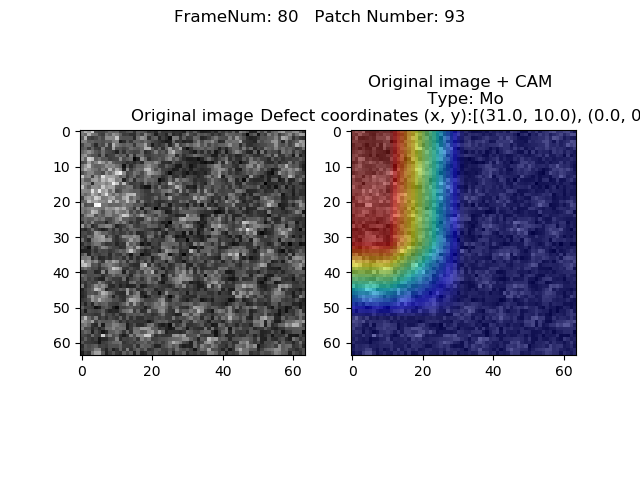 FrameNum: 80   Patch Number: 93
Original image + CAM
Type: Mo
Original image Defect coordinates (x, y):[(31.0, 10.0), (0.0, 0
0
10
20
30
40
50
60
0 20 40 60
0
10
20
30
40
50
60
0 20 40 60